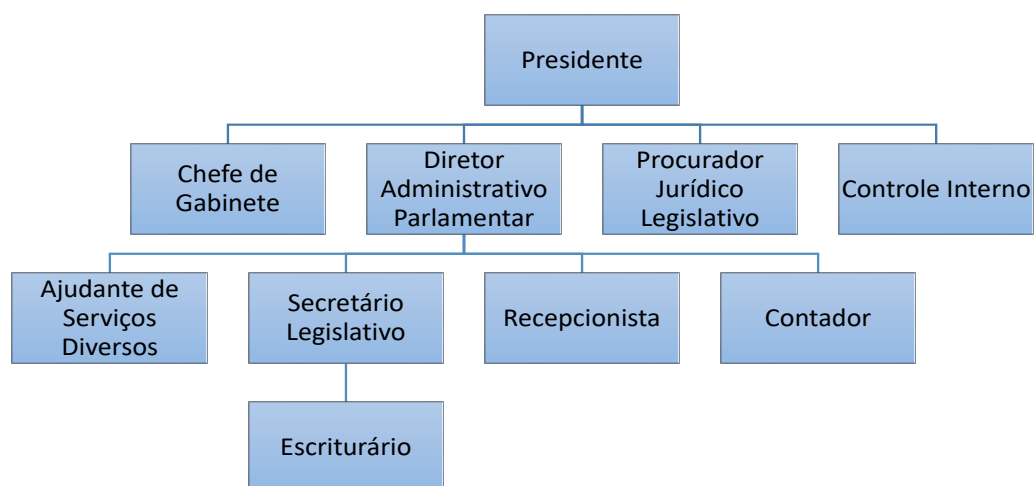 Presidente
Chefe de
Gabinete
Diretor
Administrativo
Parlamentar
Procurador
Jurídico
Legislativo
Controle Interno
Ajudante de
Serviços
Diversos
Secretário
Legislativo
Recepcionista
Contador
Escriturário